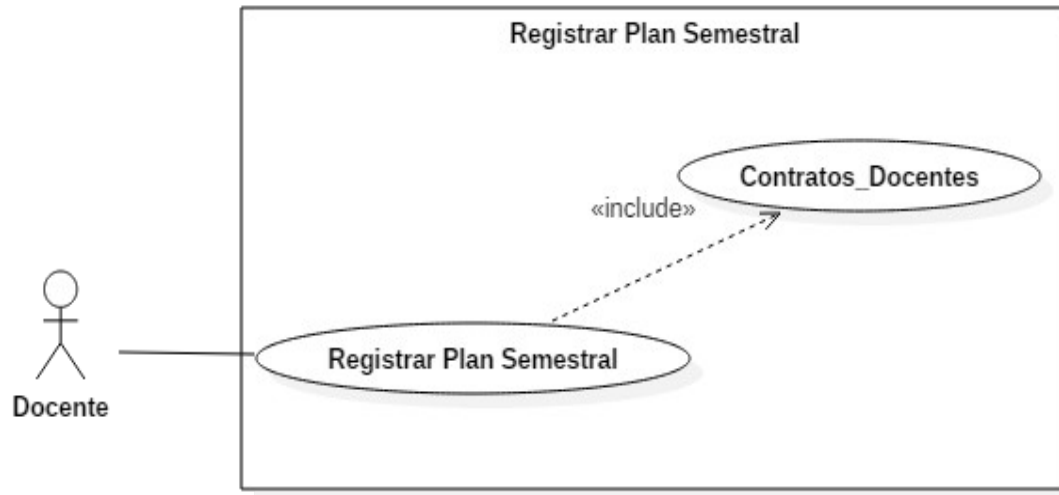 Registrar Plan Semestral
Contratos_Docentes
«include»
Registrar Plan Semestral
Docente